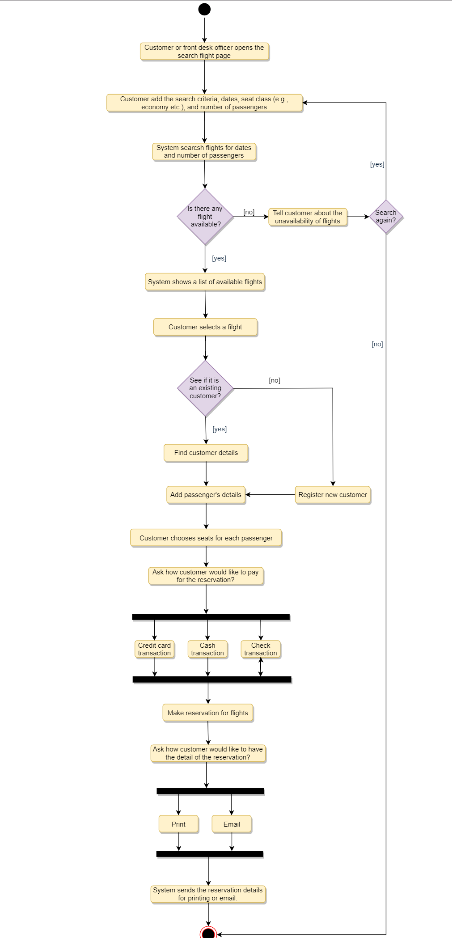 Customer or front desk officer opens the
search flight page
Customer add the search criteria, dates, seat class (e.g.,
economy etc.), and number of passengers
System search flights for dates
and number of passengers
[yes]
Is there any
flight
available?
[no]
Tell customer about the
unavailability of flights
Search
again?
[yes]
System shows a list of available flights
Customer selects a flight
[no]
See if it is
an existing
customer?
[no]
[yes]
Find customer details
Add passenger's details
Register new customer
Customer chooses seats for each passenger
Ask how customer would like to pay
for the reservation?
Credit card
transaction
Cash
transaction
Check
transaction
Make reservation for flights
Ask how customer would like to have
the detail of the reservation?
Print
Email
System sends the reservation details
for printing or email